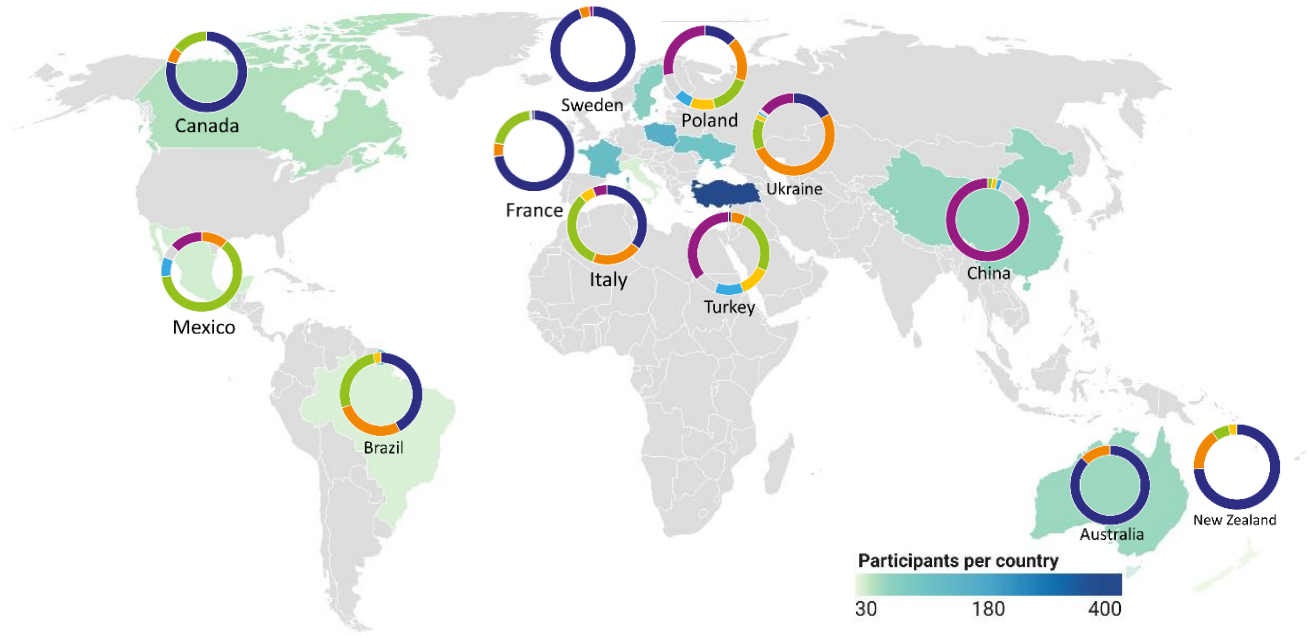 Sweden
Canada
Poland
Ukraine
France
Italy
China
Turkey
Mexico
Brazil
New Zealand
Australia
Participants per country
30 180 400